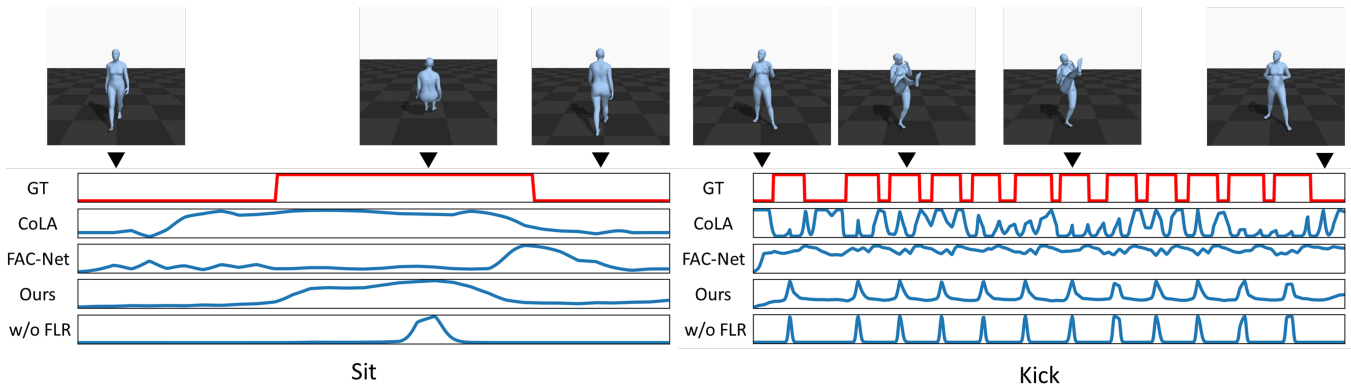 GT
CoLA
FAC-Net
Ours
w/o FLR
Sit
GT
CoLA
FAC-Net
Ours
w/o FLR
Kick